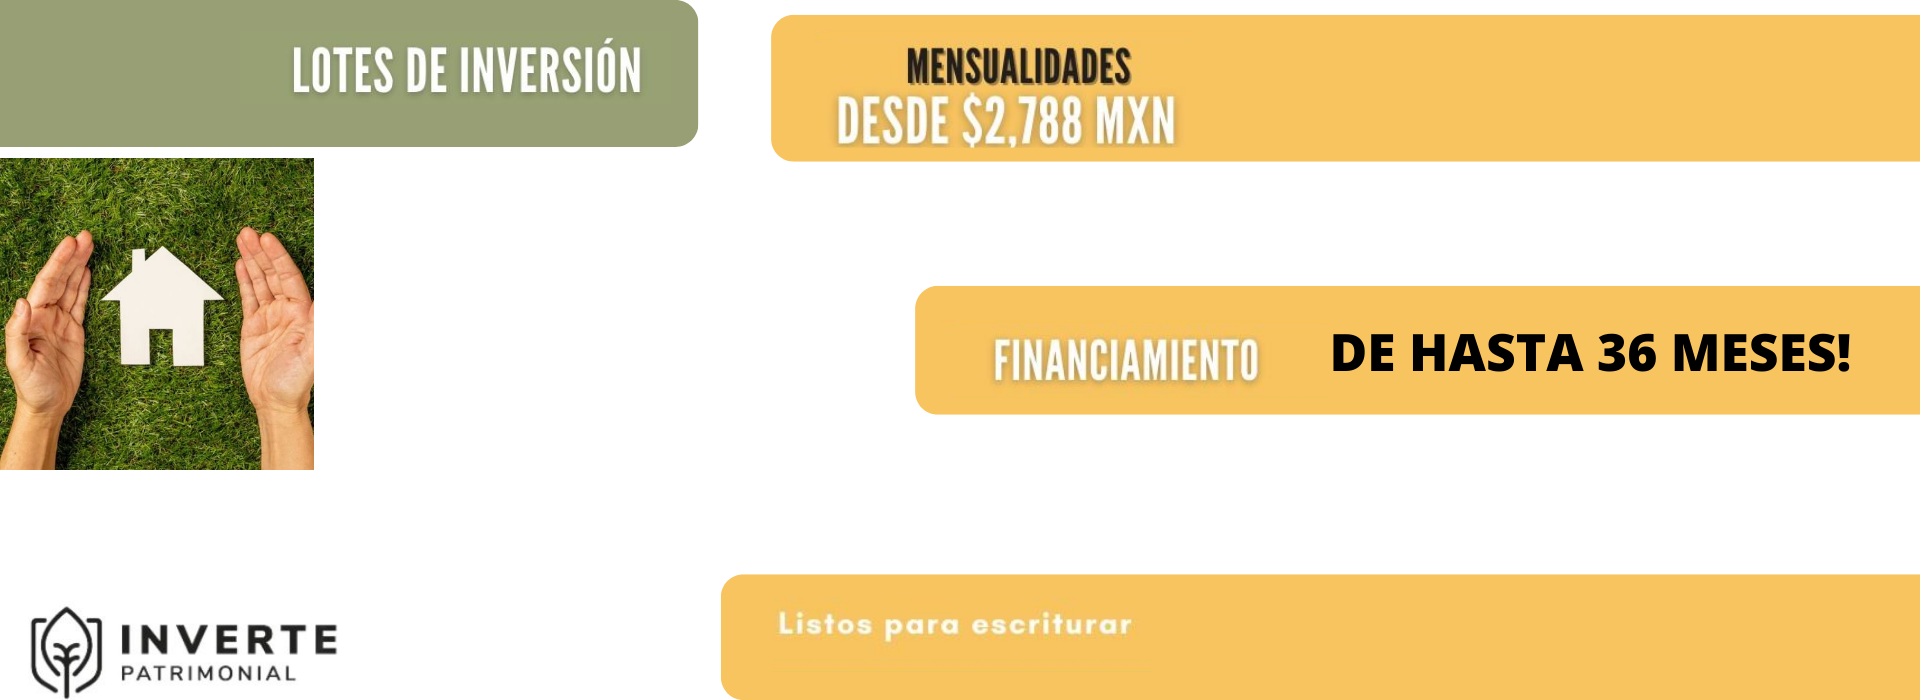 LOTES DE INVERSIÓN
MENSUALIDADES
DESDE $2,788 MXN
FINANCIAMIENTO DE HASTA 36 MESES!
Listos para escriturar
INVERTE
PATRIMONIAL